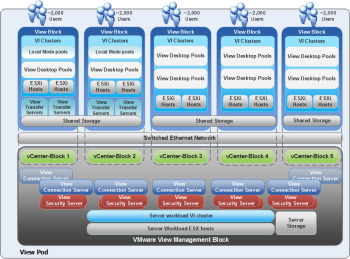 ~2,000 Users
~2,000 Users
~2,000 Users
~2,000 Users
~2,000 Users
View Block
View Block
View Block
View Block
View Block
VI Clusters
VI Clusters
VI Clusters
VI Clusters
VI Clusters
Local Mode pools
Local Mode pools
View Desktop Pools
View Desktop Pools
View Desktop Pools
View Desktop Pools
View Desktop Pools
ESXi Hosts
ESXi Hosts
ESXi Hosts
ESXi Hosts
ESXi Hosts
ESXi Hosts
ESXi Hosts
ESXi Hosts
ESXi Hosts
ESXi Hosts
View Transfer Servers
View Transfer Servers
View Transfer Servers
View Transfer Servers
Shared Storage
Shared Storage
Shared Storage
Switched Ethernet Network
vCenter-Block 1
vCenter-Block 2
vCenter-Block 3
vCenter-Block 4
vCenter-Block 5
View Connection Server
View Connection Server
View Connection Server
View Connection Server
View Connection Server
View Connection Server
View Connection Server
View Security Server
View Security Server
View Security Server
View Security Server
View Security Server
Server workload VI cluster
Server Workload ESX hosts
Server Storage
VMware View Management Block
View Pod